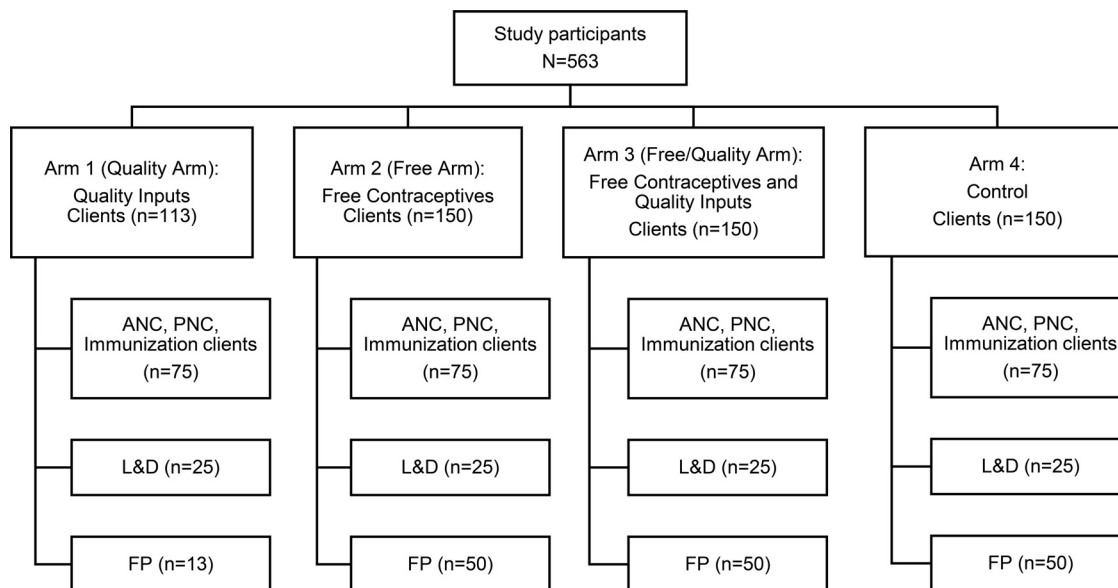 Study participants
N=563
Arm 1 (Quality Arm):
Quality Inputs
Clients (n=113)
ANC, PNC,
Immunization clients
(n=75)
L&D (n=25)
FP (n=13)
Arm 2 (Free Arm):
Free Contraceptives
Clients (n=150)
ANC, PNC,
Immunization clients
(n=75)
L&D (n=25)
FP (n=50)
Arm 3 (Free/Quality Arm):
Free Contraceptives and
Quality Inputs
Clients (n=150)
ANC, PNC,
Immunization clients
(n=75)
L&D (n=25)
FP (n=50)
Arm 4:
Control
Clients (n=150)
ANC, PNC,
Immunization clients
(n=75)
L&D (n=25)
FP (n=50)